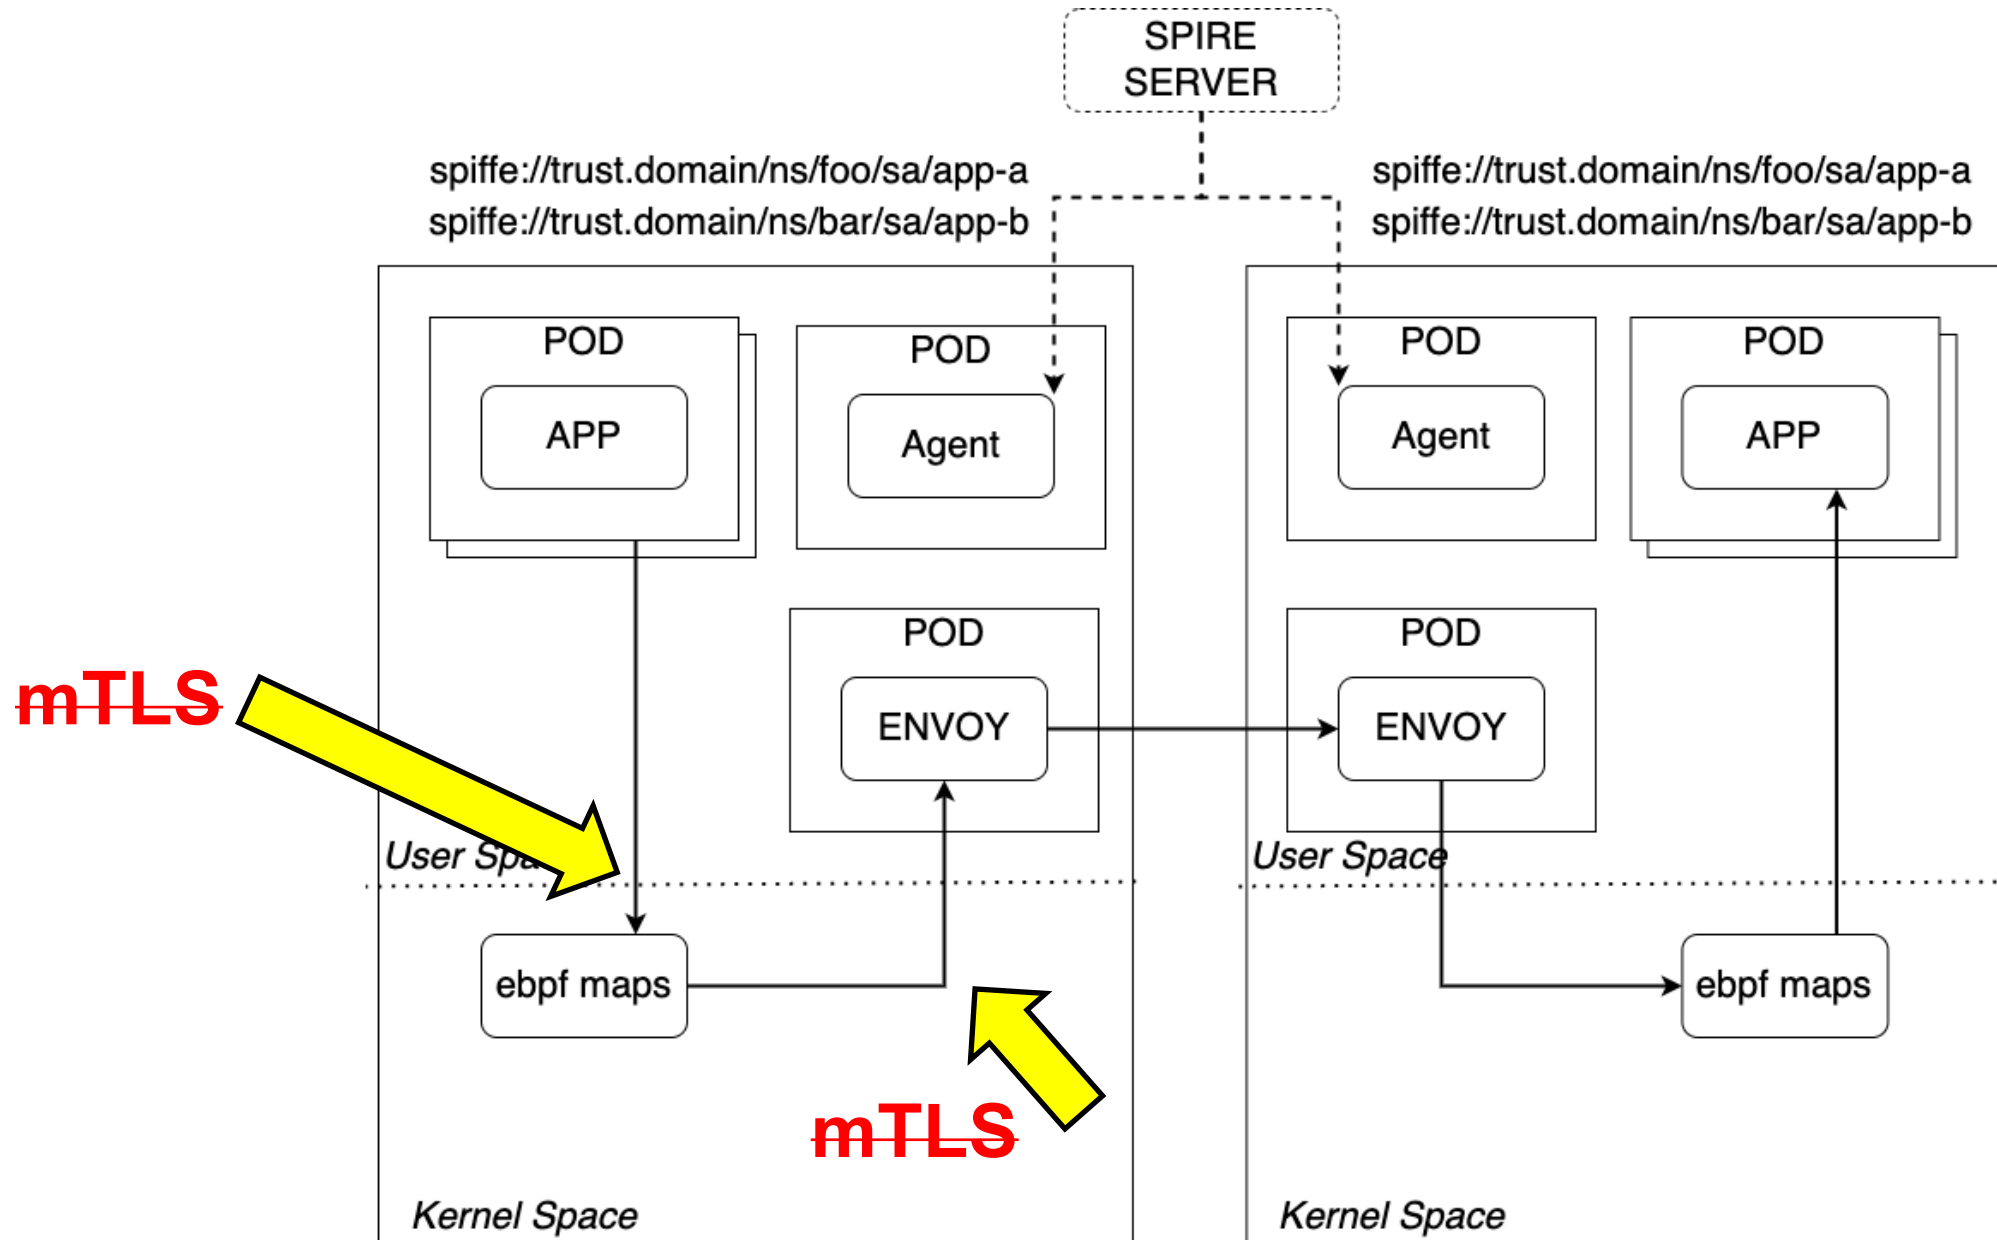 SPIRE
SERVER
spiffe://trust.domain/ns/foo/sa/app-a
spiffe://trust.domain/ns/bar/sa/app-b
spiffe://trust.domain/ns/foo/sa/app-a
spiffe://trust.domain/ns/bar/sa/app-b
POD
APP
POD
Agent
POD
Agent
POD
APP
POD
ENVOY
POD
ENVOY
mTLS
User Spa
User Space
ebpf maps
ebpf maps
mTLS
Kernel Space
Kernel Space